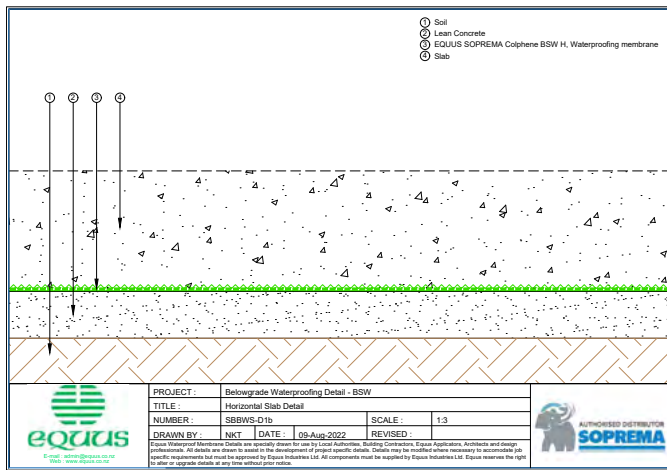 1 Soil
2 Lean Concrete
3 EQUUS SOPREMA Colphene BSW H, Waterproofing membrane
4 Slab
1 2 3 4
PROJECT : Belowgrade Waterproofing Detail - BSW
TITLE : Horizontal Slab Detail
NUMBER : SBBWS-D1b SCALE : 1:3
DRAWN BY : NKT DATE : 09-Aug-2022 REVISED :
Equus Waterproof Membrane Details are specially drawn for use by Local Authorities, Building Contractors, Equus Applicators, Architects and design
professionals. All details are drawn to assist in the development of project specific details. Details may be modified where necessary to accomodate job
specific requirements but must be approved by Equus Industries Ltd. All components must be supplied by Equus Industries Ltd. Equus reserves the right
to alter or upgrade details at any time without prior notice.
equus
E-mail : admin@equus.co.nz
Web : www.equus.co.nz
AUTHORISED DISTRIBUTOR
SOPREMA